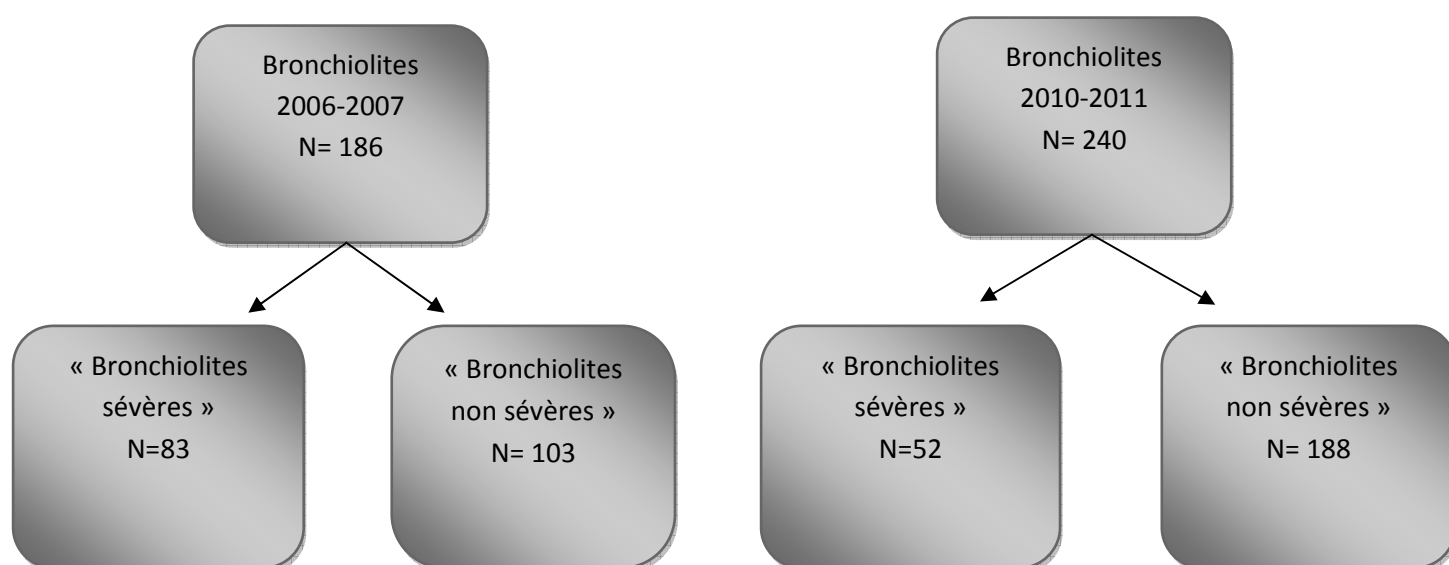 Bronchiolites
2006-2007
N= 186
Bronchiolites
2010-2011
N= 240
« Bronchiolites
sévères »
N=83
« Bronchiolites
non sévères »
N= 103
« Bronchiolites
sévères »
N=52
« Bronchiolites
non sévères »
N= 188